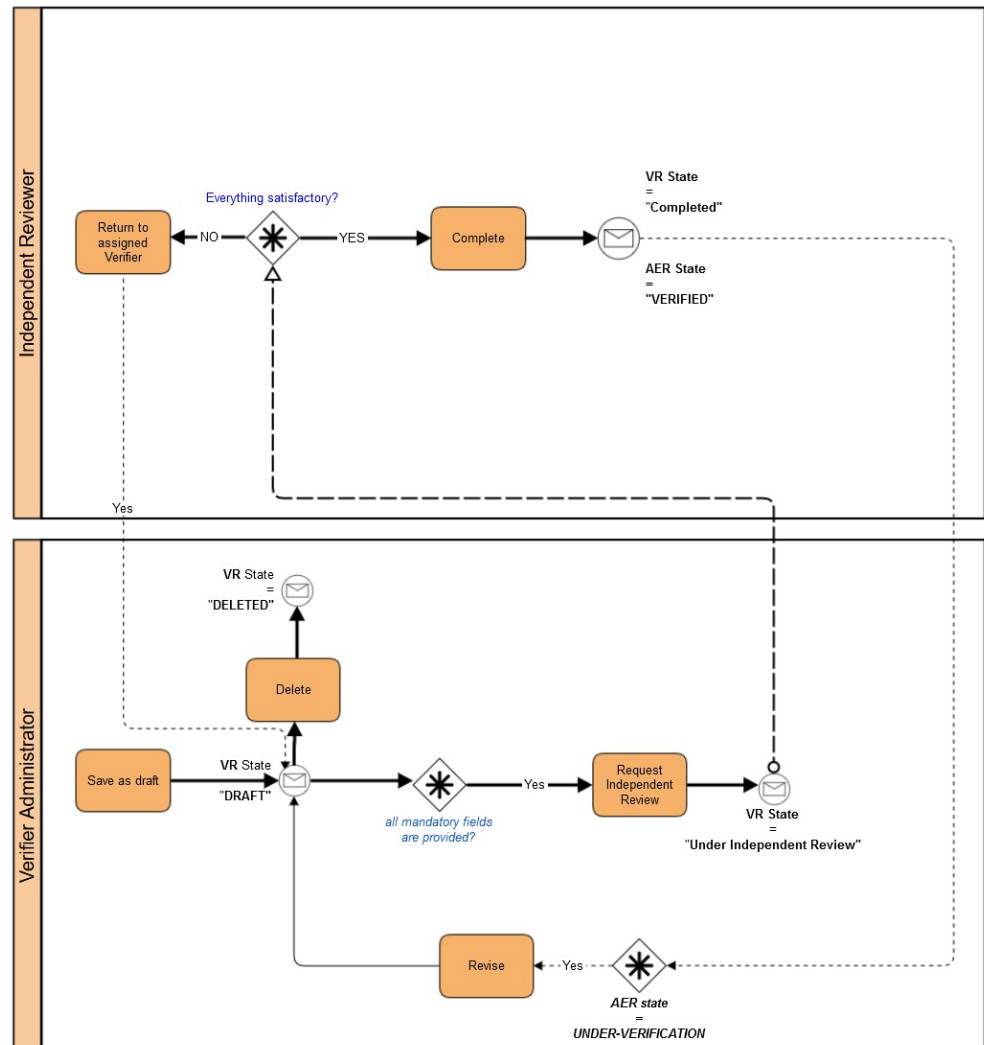 Independent Reviewer
Everything satisfactory?
Return to
assigned
Verifier
NO
YES
Complete
VR State
=
"Completed"
AER State
=
"VERIFIED"
Yes
Verifier Administrator
VR State
=
"DELETED"
Delete
Save as draft
VR State
"DRAFT"
all mandatory fields
are provided?
Yes
Request
Independent
Review
VR State
=
"Under Independent Review"
Revise
Yes
AER state
=
UNDER-VERIFICATION